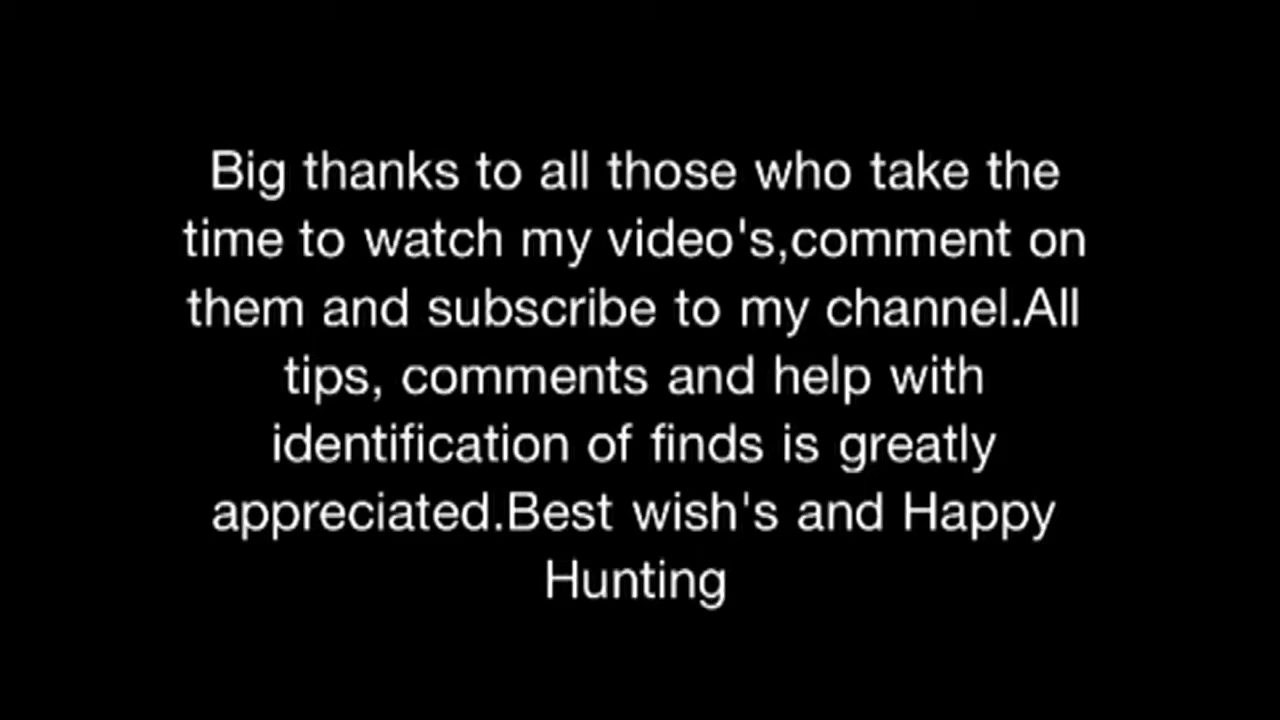 Big thanks to all those who take the
time to watch my video's,comment on
them and subscribe to my channel.All
tips, comments and help with
identification of finds is greatly
appreciated.Best wish's and Happy
Hunting